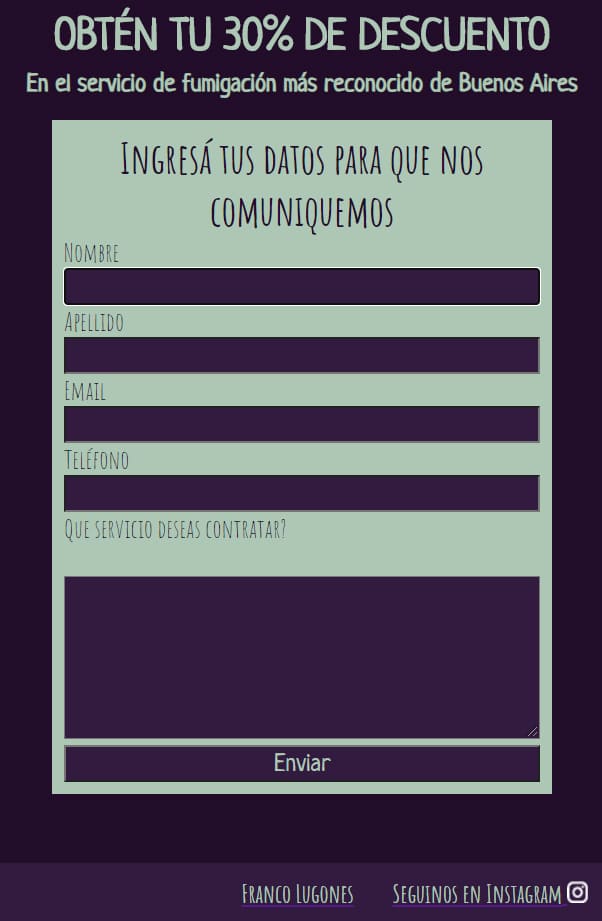 OBTÉN TU 30% DE DESCUENTO
En el servicio de fumigación más reconocido de Buenos Aires
Ingresá tus datos para que nos
comuniquemos
Nombre
Apellido
Email
Teléfono
Que servicio deseas contratar?
Enviar
Franco Lugones Seguinos en Instagram